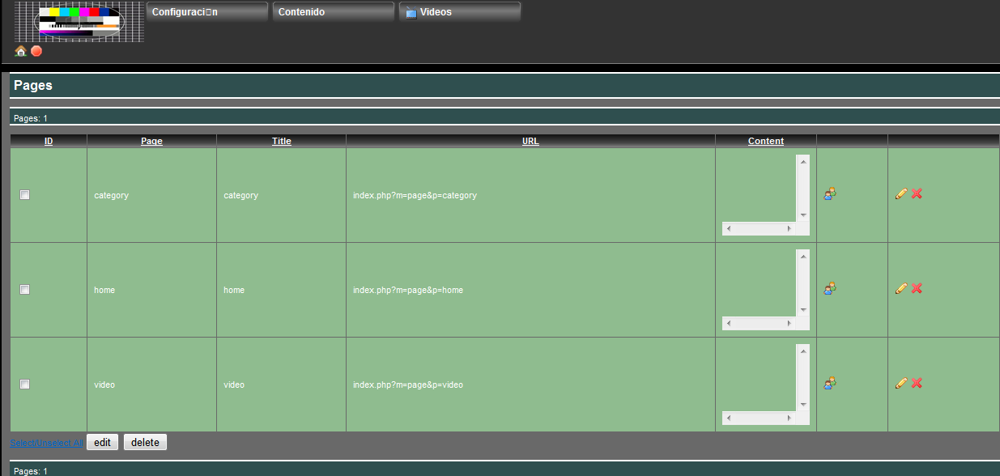 Configuraci�n Contenido Videos
Pages
Pages: 1
ID Page Title URL Content
category category index.php?m=page&p=category
home home index.php?m=page&p=home
video video index.php?m=page&p=video
Select/Unselect All edit delete
Pages: 1